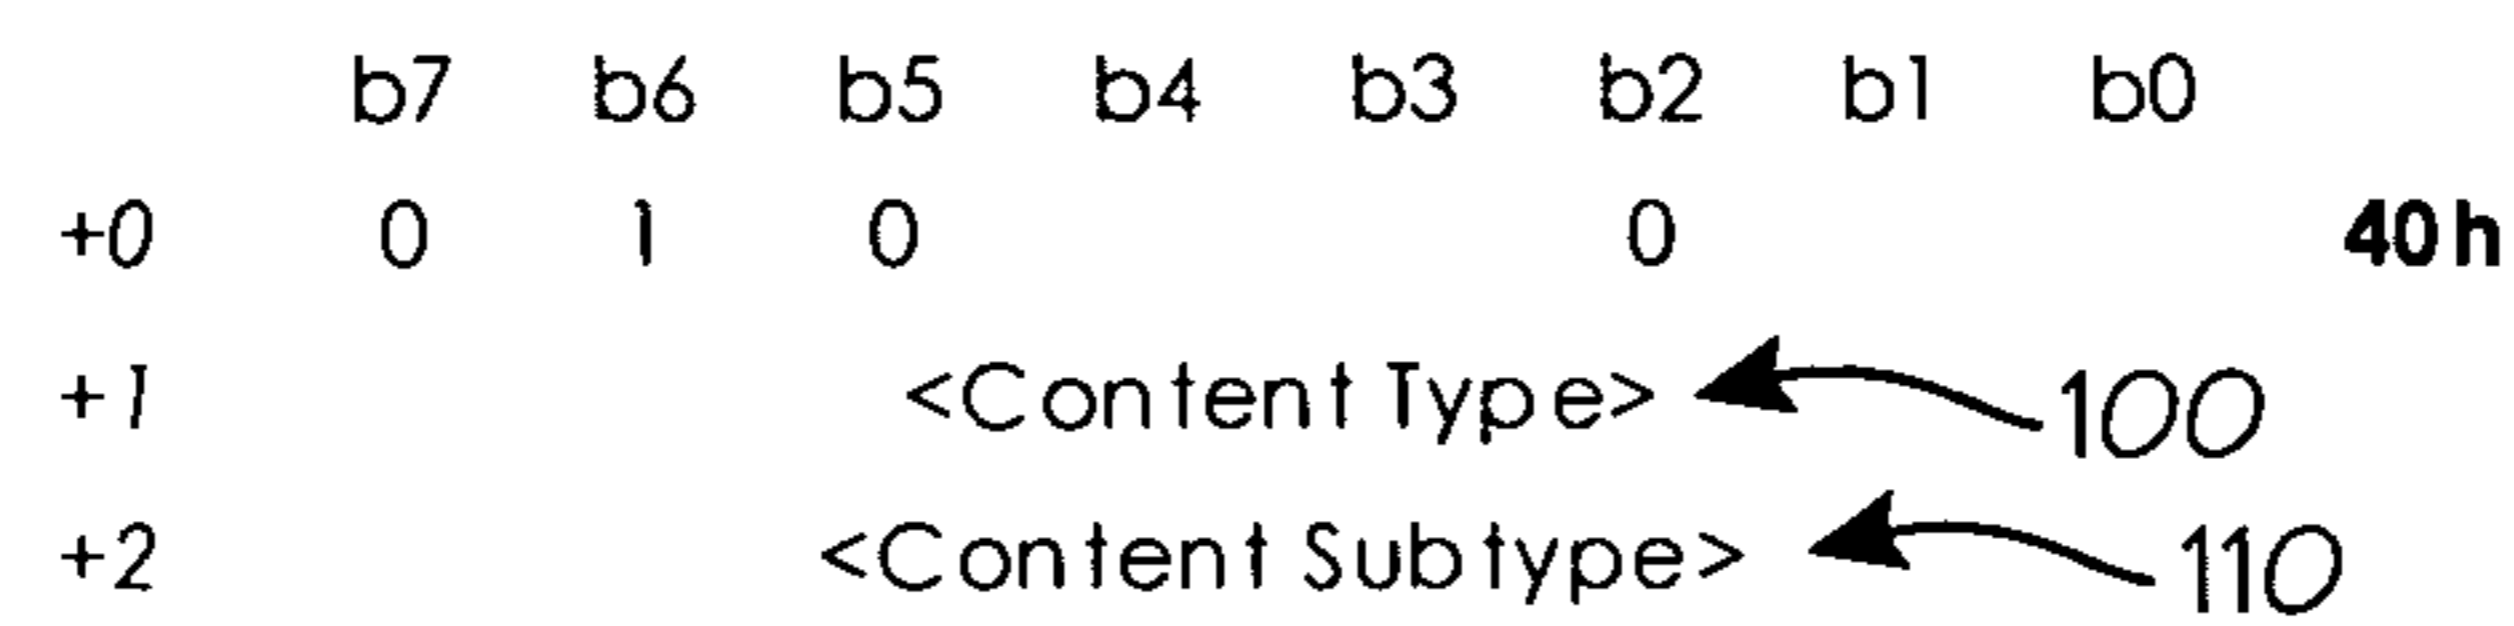 b7 b6 b5 b4 b3 b2 b1 b0
+0 0 1 0 0 40h
+1 <Content Type> 100
+2 <Content Subtype> 110